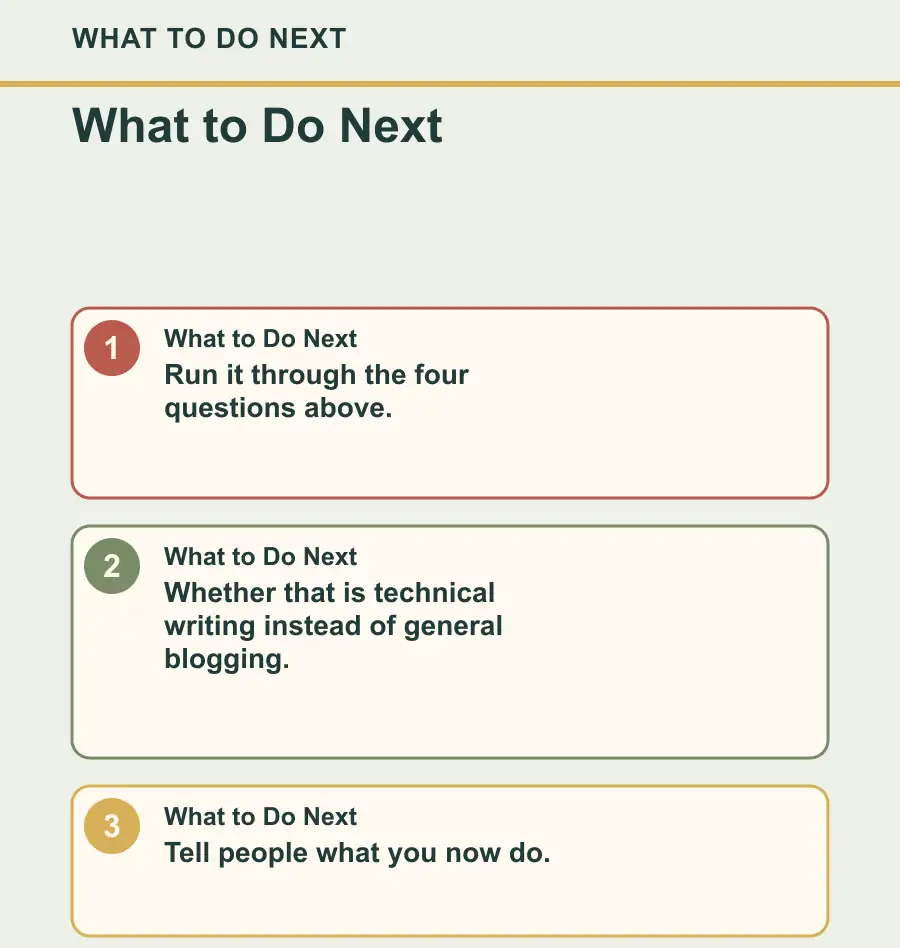 WHAT TO DO NEXT
What to Do Next
1
What to Do Next
Run it through the four
questions above.
2
What to Do Next
Whether that is technical
writing instead of general
blogging.
3
What to Do Next
Tell people what you now do.